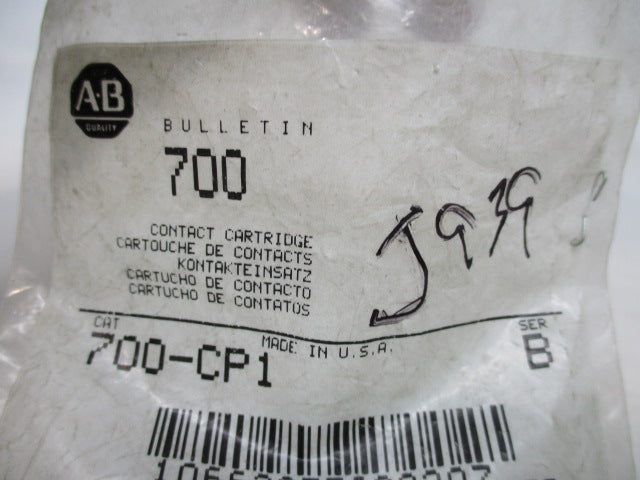 A-B
QUALITY
BULLETIN
700
CONTACT CARTRIDGE
CARTOUCHE DE CONTACTS
KONTAKTEINSATZ
CARTUCHO DE CONTACTO
CARTUCHO DE CONTATOS
J939
CAT
700-CP1
MADE IN U.S.A.
SER
B